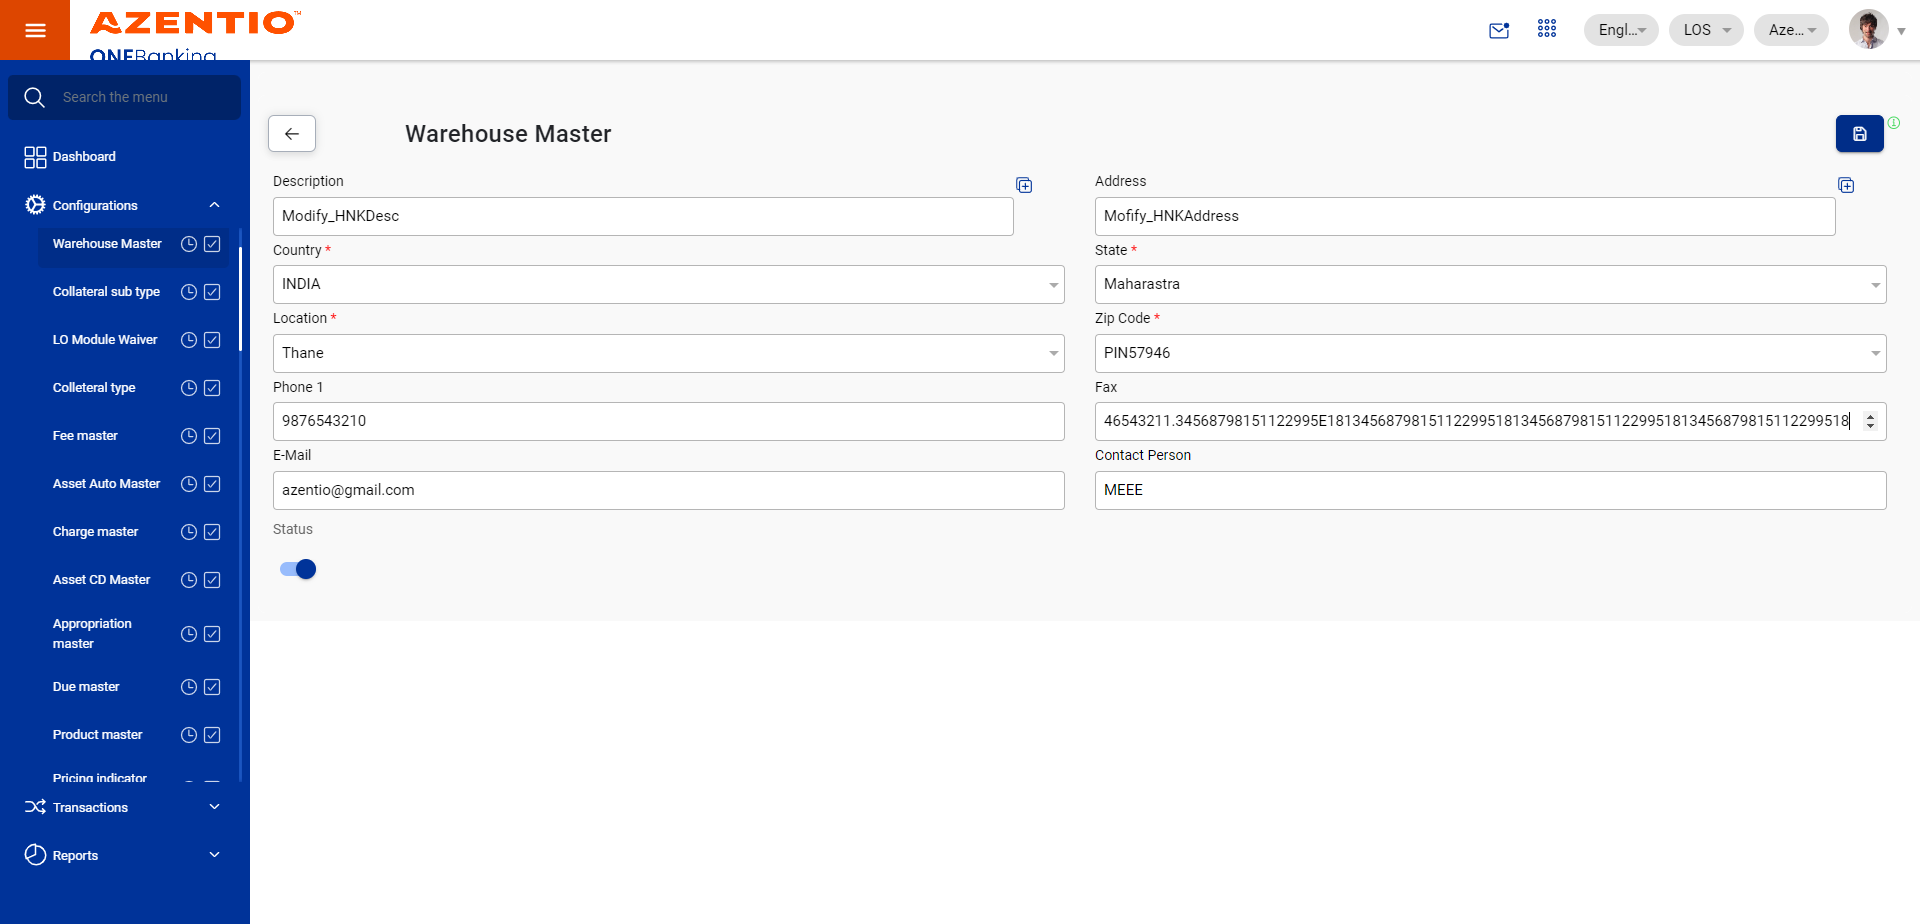 AZENTIO™
ONEBanking
Engl...
LOS
Aze...
Search the menu
Dashboard
Configurations
Warehouse Master
Collateral sub type
LO Module Waiver
Colleteral type
Fee master
Asset Auto Master
Charge master
Asset CD Master
Appropriation
master
Due master
Product master
Pricing indicator
Transactions
Reports
Warehouse Master
Description
Modify_HNKDesc
Address
Mofify_HNKAddress
Country *
INDIA
State *
Maharastra
Location *
Thane
Zip Code *
PIN57946
Phone 1
9876543210
Fax
46543211.34568798151122995E18134568798151122995181345687981511229951813456879815112299518
E-Mail
azentio@gmail.com
Contact Person
MEEE
Status